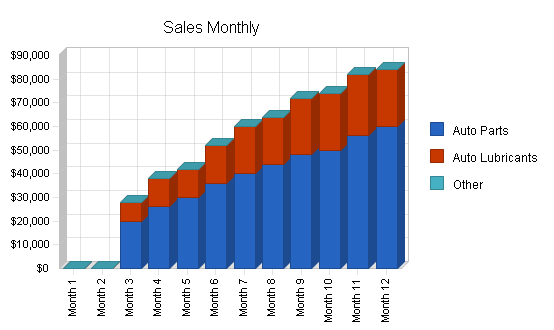 Sales Monthly
$90,000
$80,000
$70,000
$60,000
$50,000
$40,000
$30,000
$20,000
$10,000
$0
Month 1
Month 2
Month 3
Month 4
Month 5
Month 6
Month 7
Month 8
Month 9
Month 10
Month 11
Month 12
Auto Parts
Auto Lubricants
Other